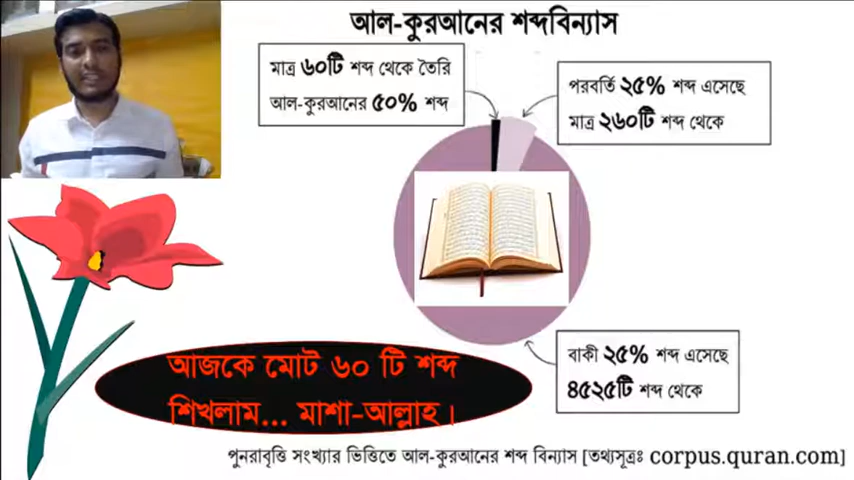 আল-কুরআনের শব্দবিন্যাস
মাত্র ৬০টি শব্দ থেকে তৈরি
আল-কুরআনের ৫০% শব্দ
পরবর্তি ২৫% শব্দ এসেছে
মাত্র ২৬০টি শব্দ থেকে
বাকী ২৫% শব্দ এসেছে
৪৫২৫টি শব্দ থেকে
আজকে মোট ৬০ টি শব্দ
শিখলাম... মাশা-আল্লাহ।
পুনরাবৃত্তি সংখ্যার ভিত্তিতে আল-কুরআনের শব্দ বিন্যাস [তথ্যসূত্রঃ corpus.quran.com]